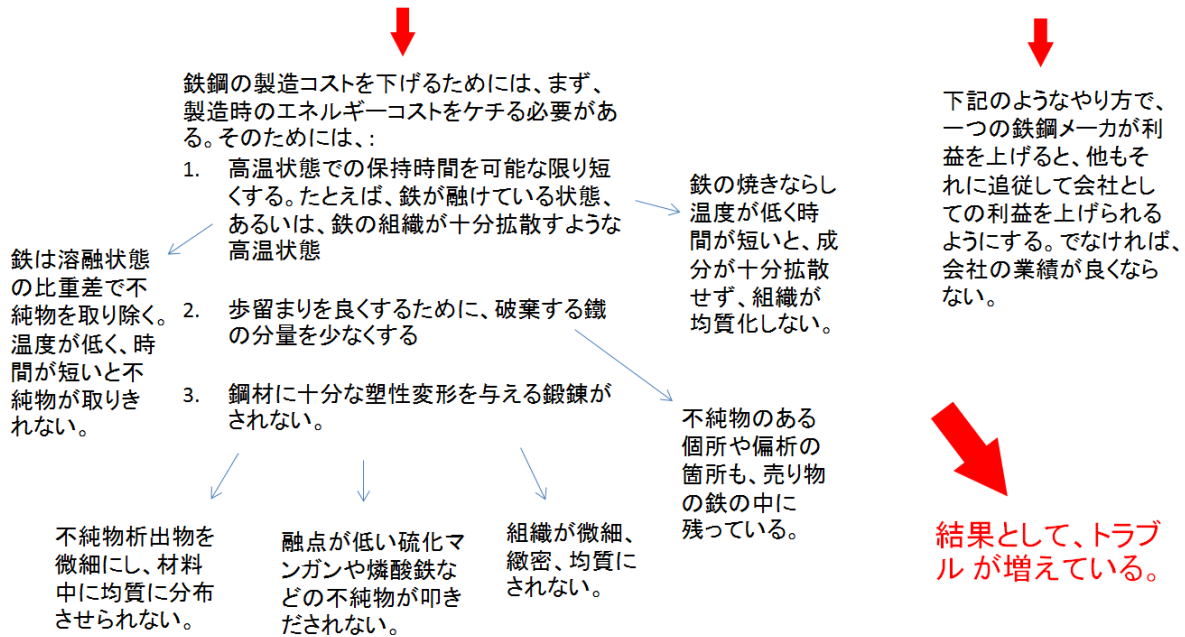 鉄鋼の製造コストを下げるためには、まず、
製造時のエネルギーコストをケチる必要があ
る。そのためには、:
1. 高温状態での保持時間を可能な限り短
くする。たとえば、鉄が融けている状態、
あるいは、鉄の組織が十分拡散すような
高温状態
2. 歩留まりを良くするために、破棄する鐵
の分量を少なくする
3. 鋼材に十分な塑性変形を与える鍛錬が
されない。
鉄は溶融状態
の比重差で不
純物を取り除く。
温度が低く、時
間が短いと不
純物が取りき
れない。
鉄の焼きならし
温度が低く時
間が短いと、成
分が十分拡散
せず、組織が
均質化しない。
不純物のある
個所や偏析の
箇所も、売り物
の鉄の中に
残っている。
不純物析出物を
微細にし、材料
中に均質に分布
させられない。
融点が低い硫化マ
ンガンや燐酸鉄な
どの不純物が叩き
だされない。
組織が微細、
緻密、均質に
されない。
下記のようなやり方で、
一つの鉄鋼メーカが利
益を上げると、他もそ
れに追従して会社とし
ての利益を上げられる
ようにする。でなければ、
会社の業績が良くなら
ない。
結果として、トラブ
ル が増えている。